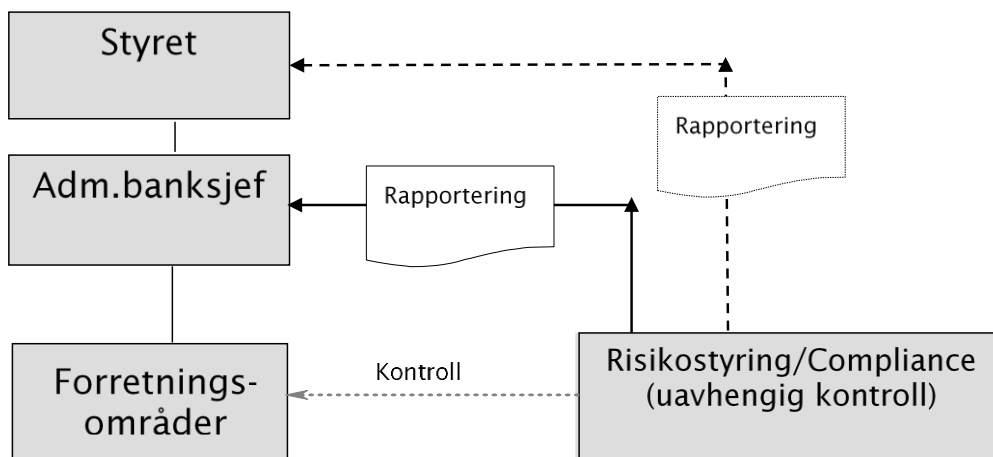 Styret
Rapportering
Adm.banksjef
Rapportering
Forretnings-
områder
Kontroll
Risikostyring/Compliance
(uavhengig kontroll)